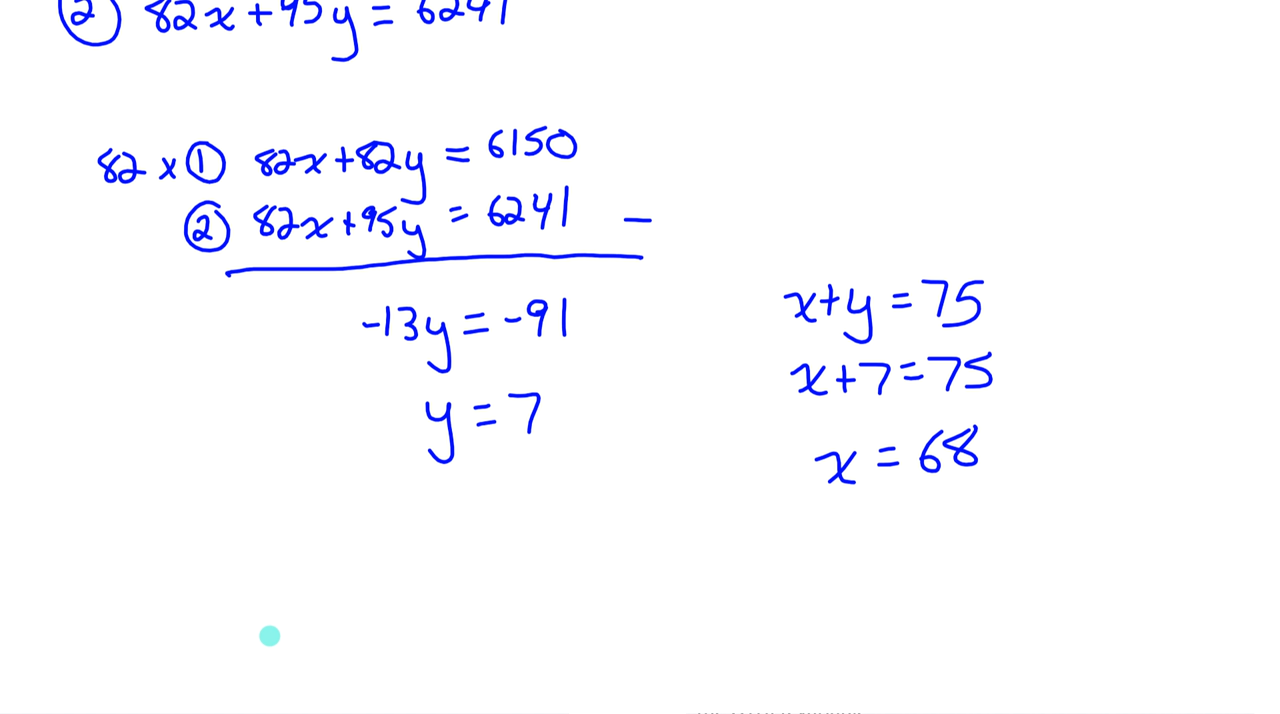 ② 82x + 95y = 6241
82 × ① 82x + 82y = 6150
② 82x + 95y = 6241 −
-13y = -91
y = 7
x + y = 75
x + 7 = 75
x = 68